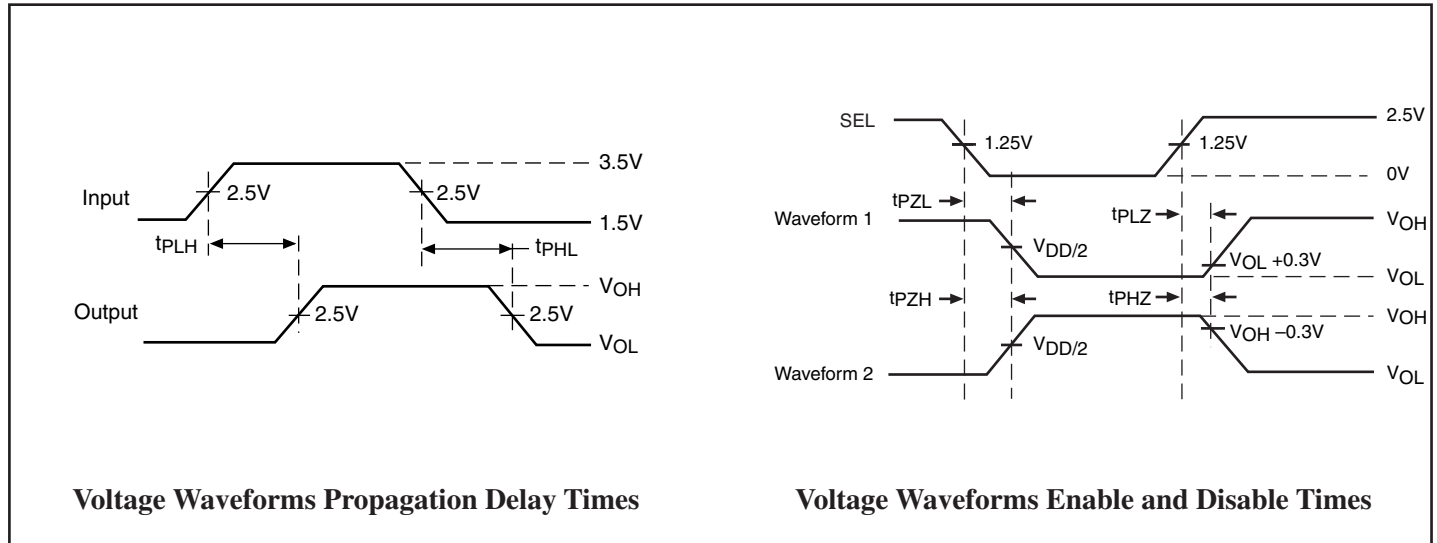 Input
2.5V
2.5V
3.5V
1.5V
tPLH
tPHL
Output
2.5V
2.5V
VOH
VOL
Voltage Waveforms Propagation Delay Times
SEL
1.25V
1.25V
2.5V
0V
tPZL
tPLZ
Waveform 1
VDD/2
VOL +0.3V
VOH
VOL
tPZH
tPHZ
Waveform 2
VDD/2
VOH –0.3V
VOH
VOL
Voltage Waveforms Enable and Disable Times